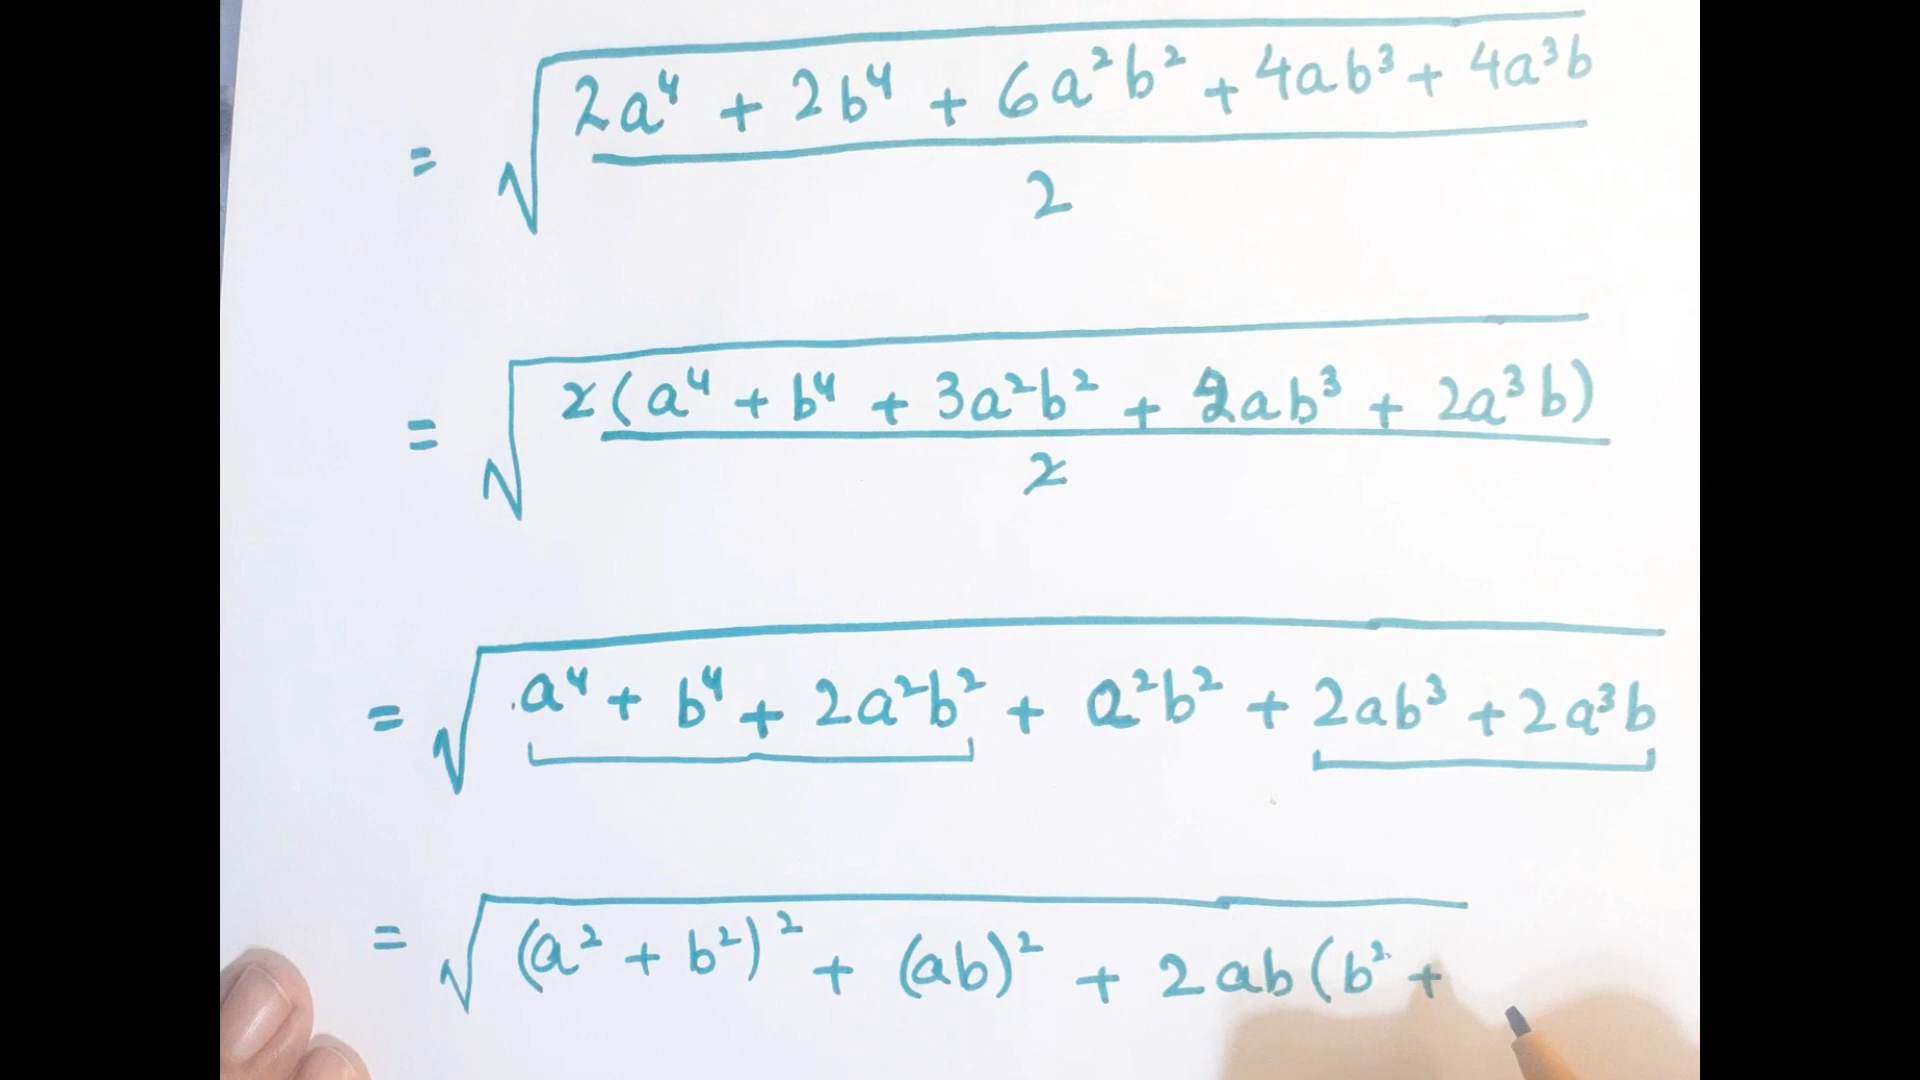 = √(2a⁴ + 2b⁴ + 6a²b² + 4ab³ + 4a³b) / 2
= √(2(a⁴ + b⁴ + 3a²b² + 2ab³ + 2a³b)) / 2
= √(a⁴ + b⁴ + 2a²b² + a²b² + 2ab³ + 2a³b)
= √((a² + b²)² + (ab)² + 2ab(b² +